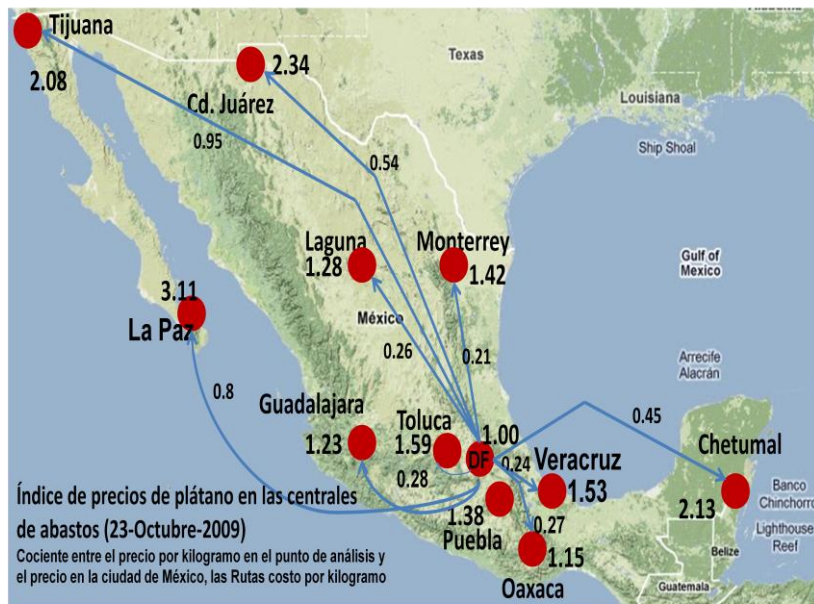 Tijuana
2.08
2.34
Cd. Juárez
Texas
Louisiana
Ship Shoal
0.95
0.54
Laguna
1.28
Monterrey
1.42
Gulf of
Mexico
3.11
La Paz
México
0.26
0.21
Arrecife
Alacrán
0.8
Guadalajara
1.23
Toluca
1.59
1.00
DF
0.28
0.24
Veracruz
1.53
0.45
Chetumal
2.13
Banco
Chinchorro
Lighthouse
Reef
Belize
Guatemala
1.38
Puebla
0.27
1.15
Oaxaca
Índice de precios de plátano en las centrales
de abastos (23-Octubre-2009)
Cociente entre el precio por kilogramo en el punto de análisis y
el precio en la ciudad de México, las Rutas costo por kilogramo